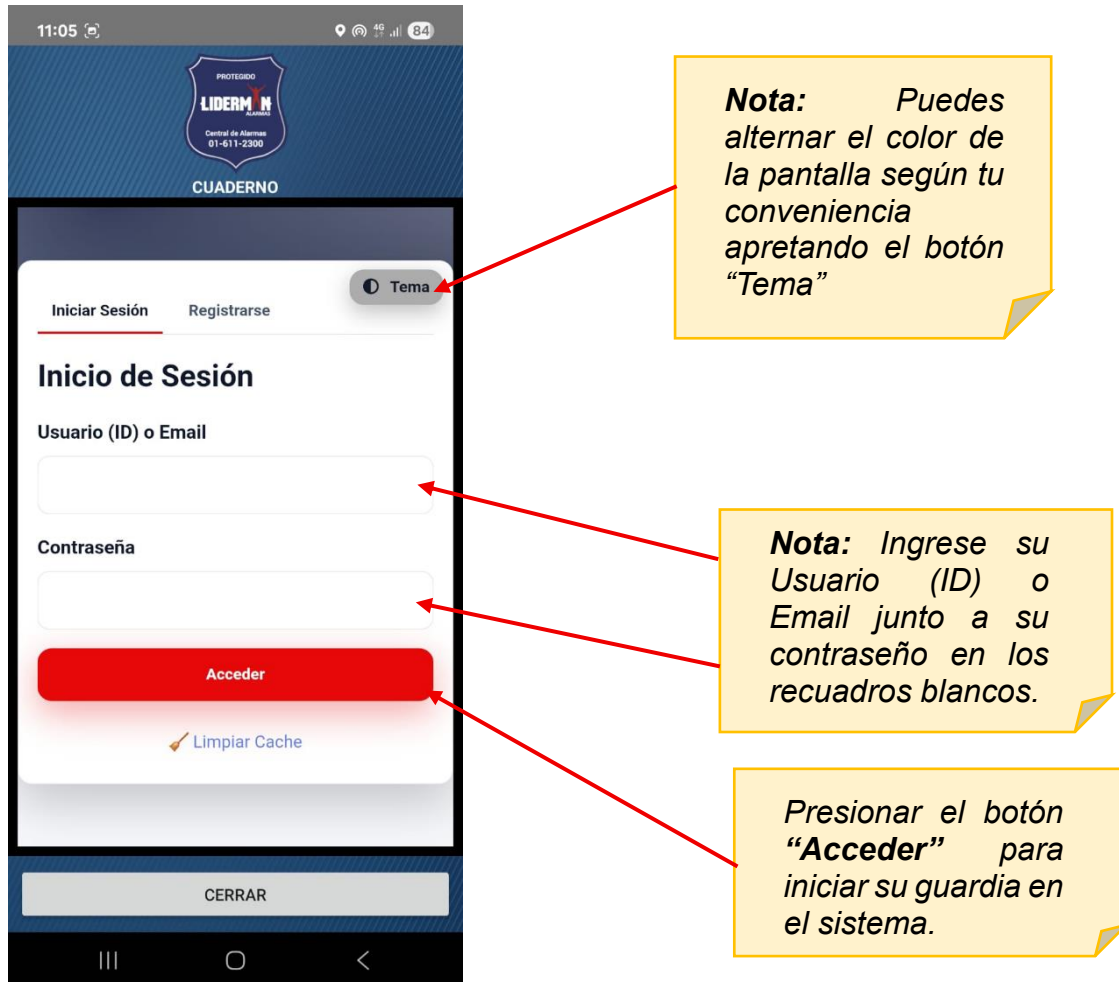 11:05
4G
84
PROTEGIDO
LIDERMAN
ALARMAS
Central de Alarmas
01-611-2300
CUADERNO
Tema
Iniciar Sesión Registrarse
Inicio de Sesión
Usuario (ID) o Email
Contraseña
Acceder
Limpiar Cache
CERRAR
Nota: Puedes
alternar el color de
la pantalla según tu
conveniencia
apretando el botón
“Tema”
Nota: Ingrese su
Usuario (ID) o
Email junto a su
contraseño en los
recuadros blancos.
Presionar el botón
“Acceder” para
iniciar su guardia en
el sistema.